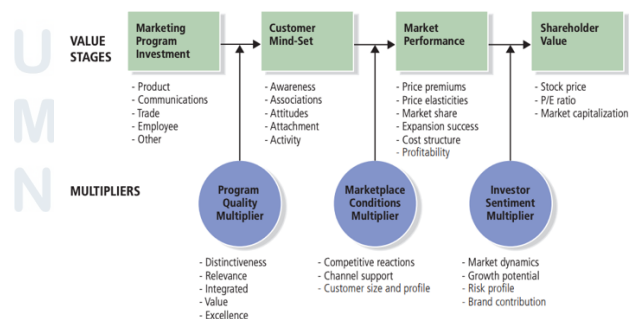 UMN
VALUE STAGES
Marketing Program Investment
- Product
- Communications
- Trade
- Employee
- Other
Customer Mind-Set
- Awareness
- Associations
- Attitudes
- Attachment
- Activity
Market Performance
- Price premiums
- Price elasticities
- Market share
- Expansion success
- Cost structure
- Profitability
Shareholder Value
- Stock price
- P/E ratio
- Market capitalization
MULTIPLIERS
Program Quality Multiplier
- Distinctiveness
- Relevance
- Integrated
- Value
- Excellence
Marketplace Conditions Multiplier
- Competitive reactions
- Channel support
- Customer size and profile
Investor Sentiment Multiplier
- Market dynamics
- Growth potential
- Risk profile
- Brand contribution